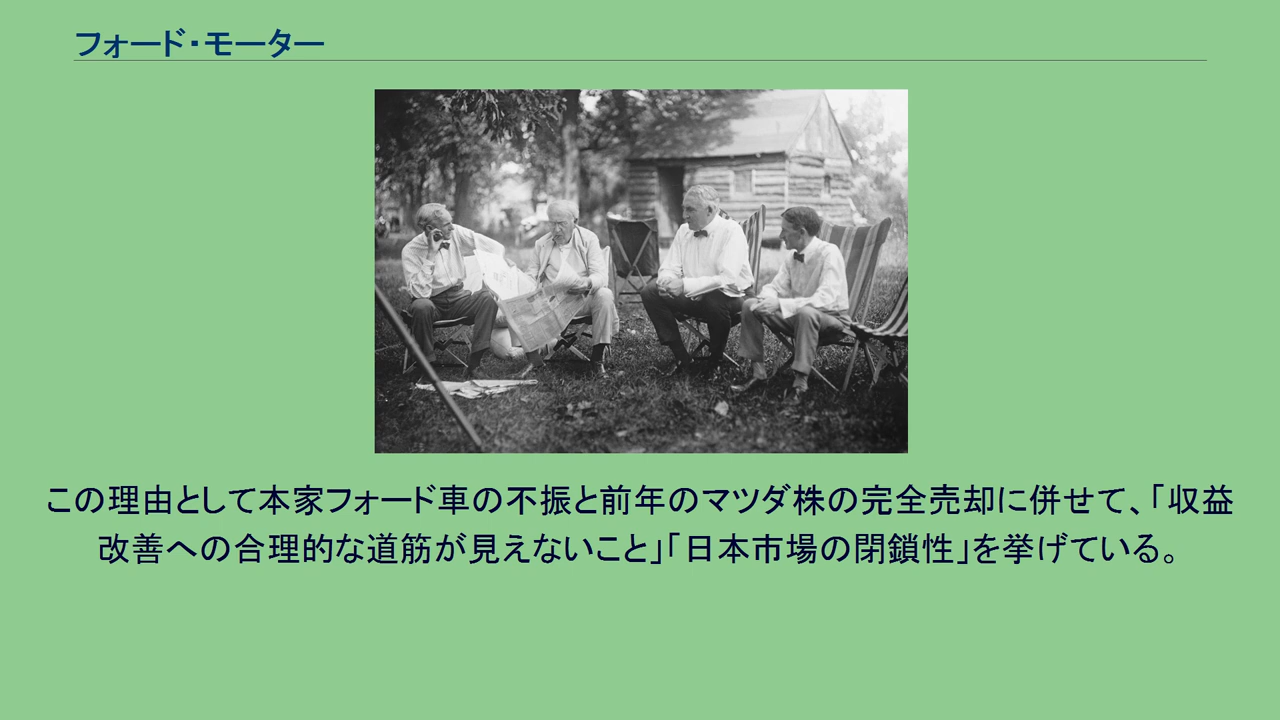 フォード・モーター
この理由として本家フォード車の不振と前年のマツダ株の完全売却に併せて、「収益
改善への合理的な道筋が見えないこと」「日本市場の閉鎖性」を挙げている。